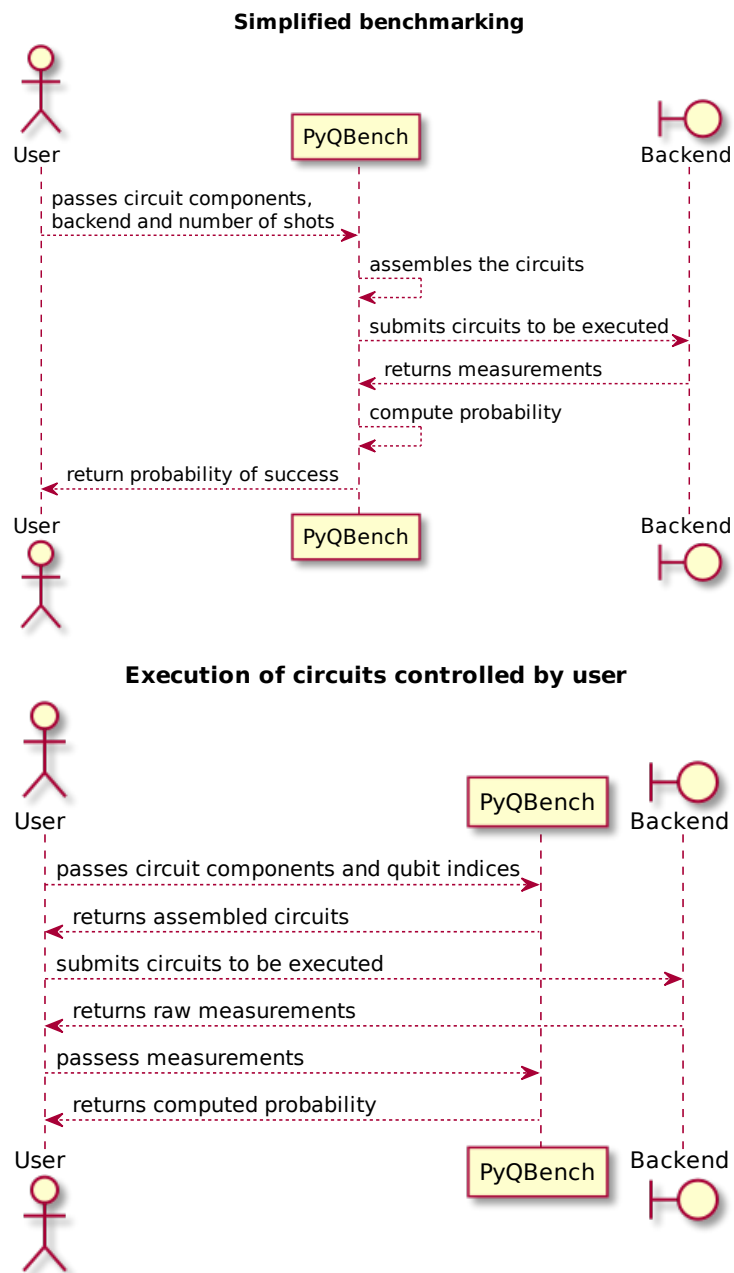 Simplified benchmarking
User
PyQBench
Backend
passes circuit components,
backend and number of shots
assembles the circuits
submits circuits to be executed
returns measurements
compute probability
return probability of success
User
PyQBench
Backend
Execution of circuits controlled by user
User
PyQBench
Backend
passes circuit components and qubit indices
returns assembled circuits
submits circuits to be executed
returns raw measurements
passess measurements
returns computed probability
User
PyQBench
Backend